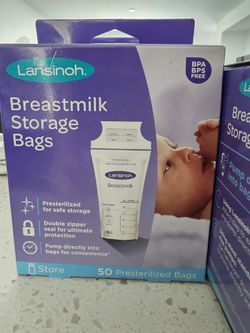 Lansinoh
BPA
BPS
FREE
Breastmilk
Storage
Bags
Lansinoh
Breastmilk
Presterilized
for safe storage
Double zipper
seal for ultimate
protection
Pump directly into
bags for convenience*
Store
50 Presterilized Bags